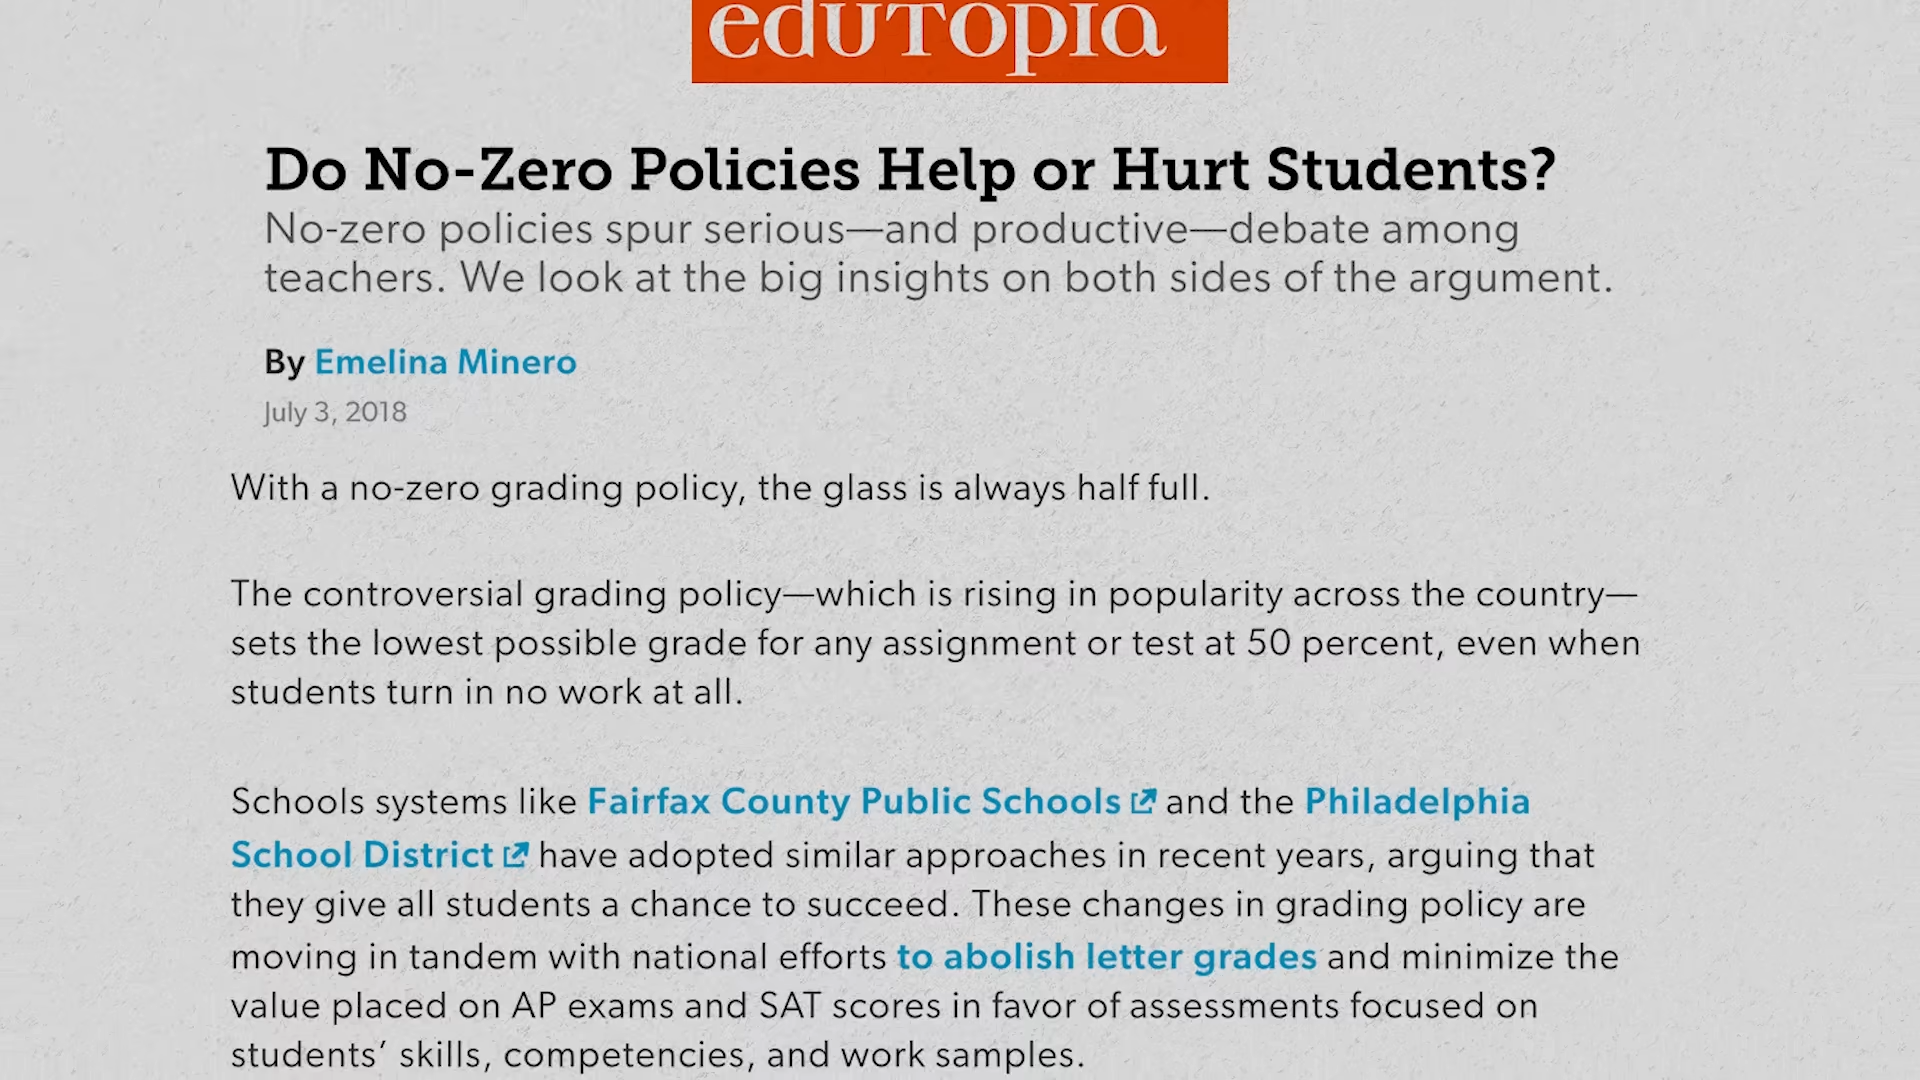 edutopia
Do No-Zero Policies Help or Hurt Students?
No-zero policies spur serious—and productive—debate among
teachers. We look at the big insights on both sides of the argument.
By Emelina Minero
July 3, 2018
With a no-zero grading policy, the glass is always half full.
The controversial grading policy—which is rising in popularity across the country—
sets the lowest possible grade for any assignment or test at 50 percent, even when
students turn in no work at all.
Schools systems like Fairfax County Public Schools and the Philadelphia
School District have adopted similar approaches in recent years, arguing that
they give all students a chance to succeed. These changes in grading policy are
moving in tandem with national efforts to abolish letter grades and minimize the
value placed on AP exams and SAT scores in favor of assessments focused on
students’ skills, competencies, and work samples.